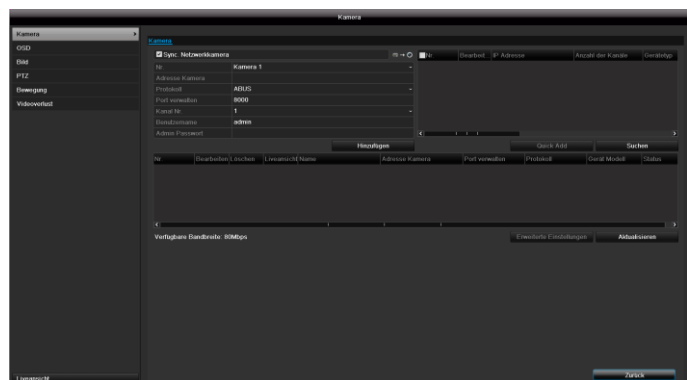 Kamera
Kamera >
OSD
Bild
PTZ
Bewegung
Videoverlust
Kamera
Sync. Netzwerkkamera
Nr. Kamera 1
Adresse Kamera
Protokoll ABUS
Port verwalten 8000
Kanal Nr. 1
Benutzername admin
Admin Passwort
Nr. Bearbeit... IP Adresse Anzahl der Kanäle Gerätetyp
Hinzufügen Quick Add Suchen
Nr. Bearbeiten Löschen Liveansicht Name Adresse Kamera Port verwalten Protokoll Gerät Modell Status
Verfügbare Bandbreite: 80Mbps
Erweiterte Einstellungen Aktualisieren
Liveansicht Zurück